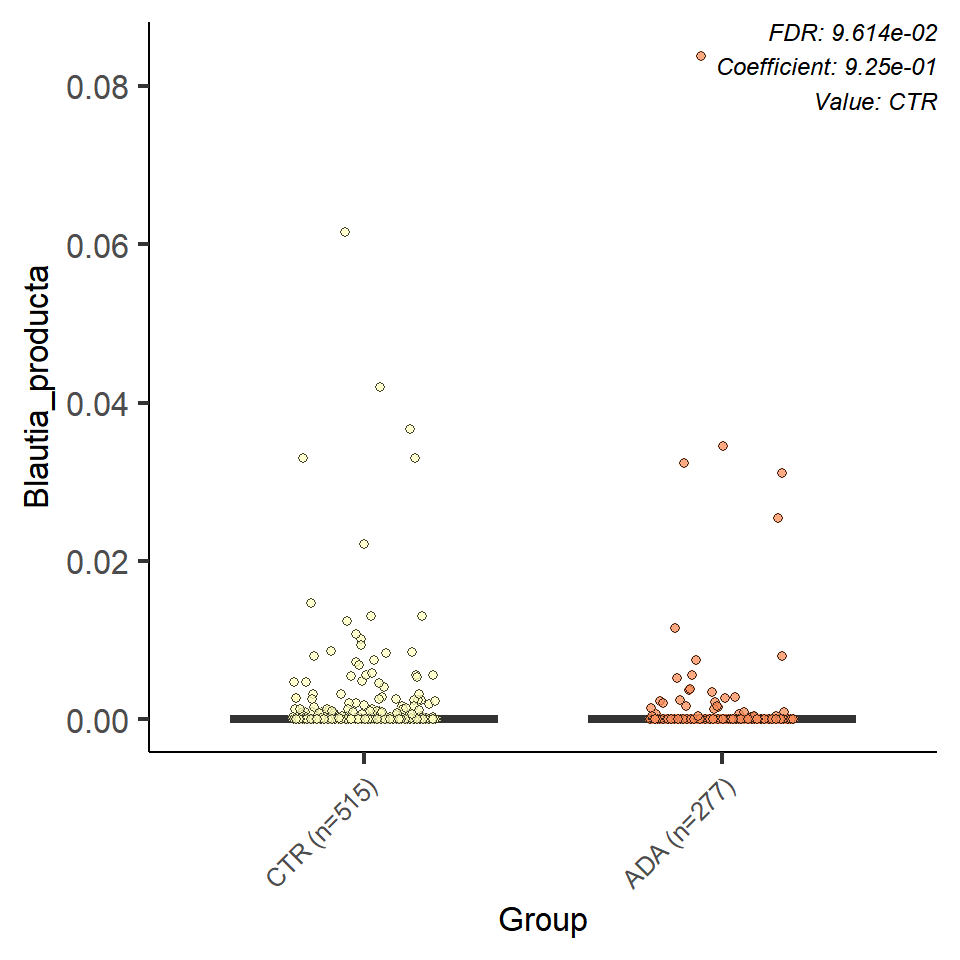 FDR: 9.614e-02
Coefficient: 9.25e-01
Value: CTR
0.08
0.06
0.04
0.02
0.00
Blautia_producta
CTR (n=515)
ADA (n=277)
Group